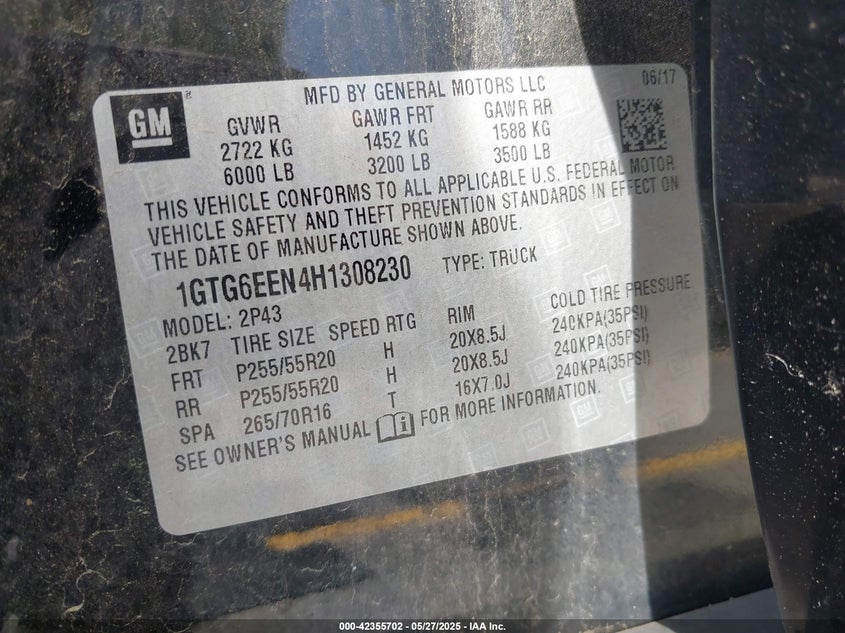 GM
MFD BY GENERAL MOTORS LLC 06/17
GVWR GAWR FRT GAWR RR
2722 KG 1452 KG 1588 KG
6000 LB 3200 LB 3500 LB
THIS VEHICLE CONFORMS TO ALL APPLICABLE U.S. FEDERAL MOTOR
VEHICLE SAFETY AND THEFT PREVENTION STANDARDS IN EFFECT ON
THE DATE OF MANUFACTURE SHOWN ABOVE.
1GTG6EEN4H1308230 TYPE: TRUCK
MODEL: 2P43
2BK7 TIRE SIZE SPEED RTG RIM COLD TIRE PRESSURE
FRT P255/55R20 H 20X8.5J 240KPA(35PSI)
RR P255/55R20 H 20X8.5J 240KPA(35PSI)
SPA 265/70R16 T 16X7.0J 240KPA(35PSI)
SEE OWNER'S MANUAL FOR MORE INFORMATION.
000-42355702 - 05/27/2025 - IAA Inc.